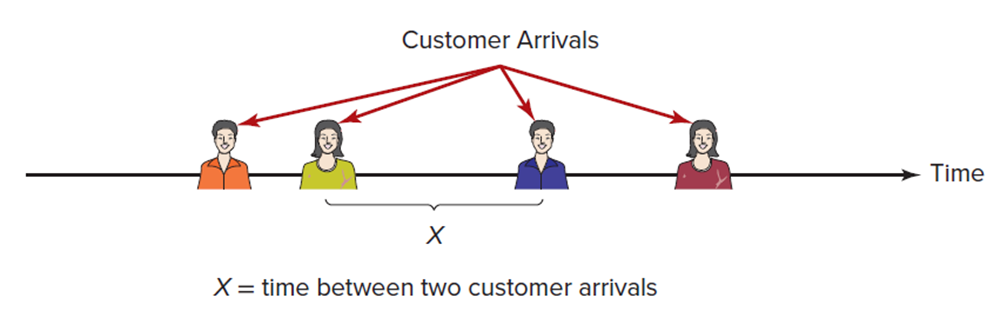 Customer Arrivals
Time
X
X = time between two customer arrivals